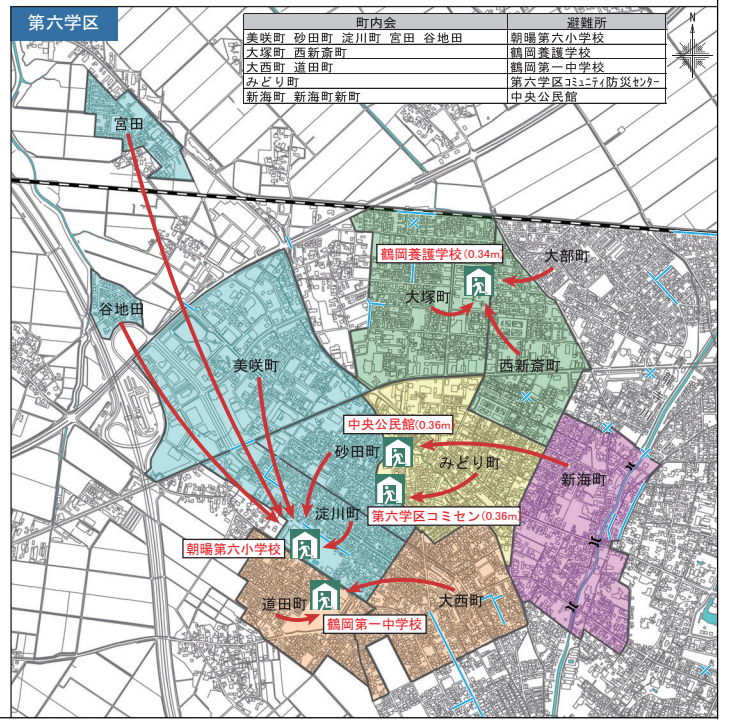 第六学区
町内会 避難所
美咲町 砂田町 淀川町 宮田 谷地田 朝暘第六小学校
大塚町 西新斎町 鶴岡養護学校
大西町 道田町 鶴岡第一中学校
みどり町 第六学区ｺﾐｭﾆﾃｨ防災ｾﾝﾀｰ
新海町 新海町新町 中央公民館
N
宮田
鶴岡養護学校(0.34m)
大部町
大塚町
谷地田
美咲町
西新斎町
中央公民館(0.36m)
砂田町
みどり町
新海町
淀川町
第六学区コミセン(0.36m)
朝暘第六小学校
道田町
大西町
鶴岡第一中学校